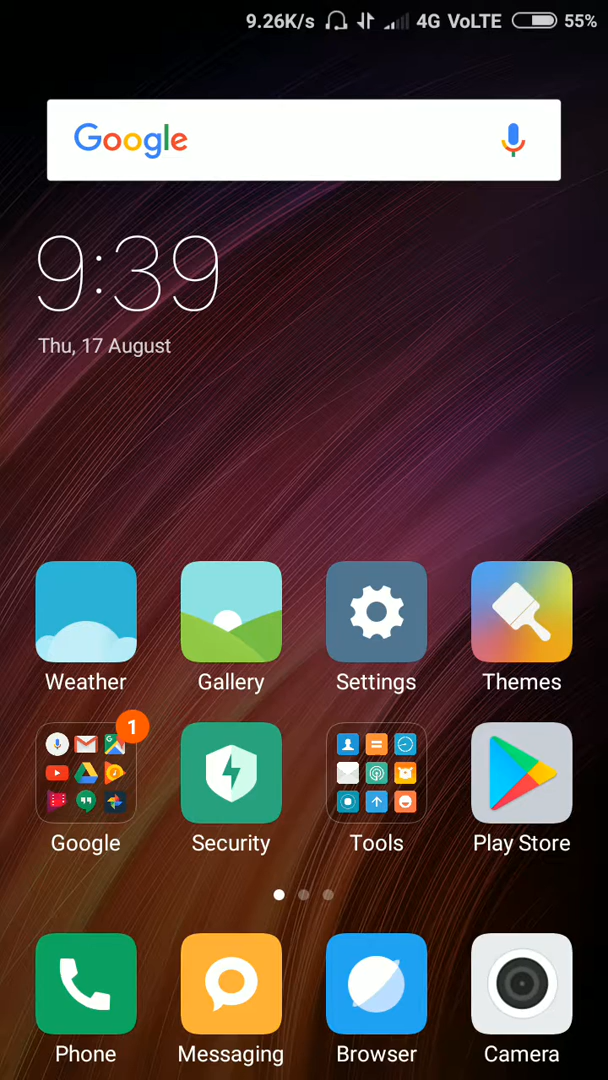 9.26K/s 4G VoLTE 55%
Google
9:39
Thu, 17 August
Weather Gallery Settings Themes
1
Google Security Tools Play Store
Phone Messaging Browser Camera